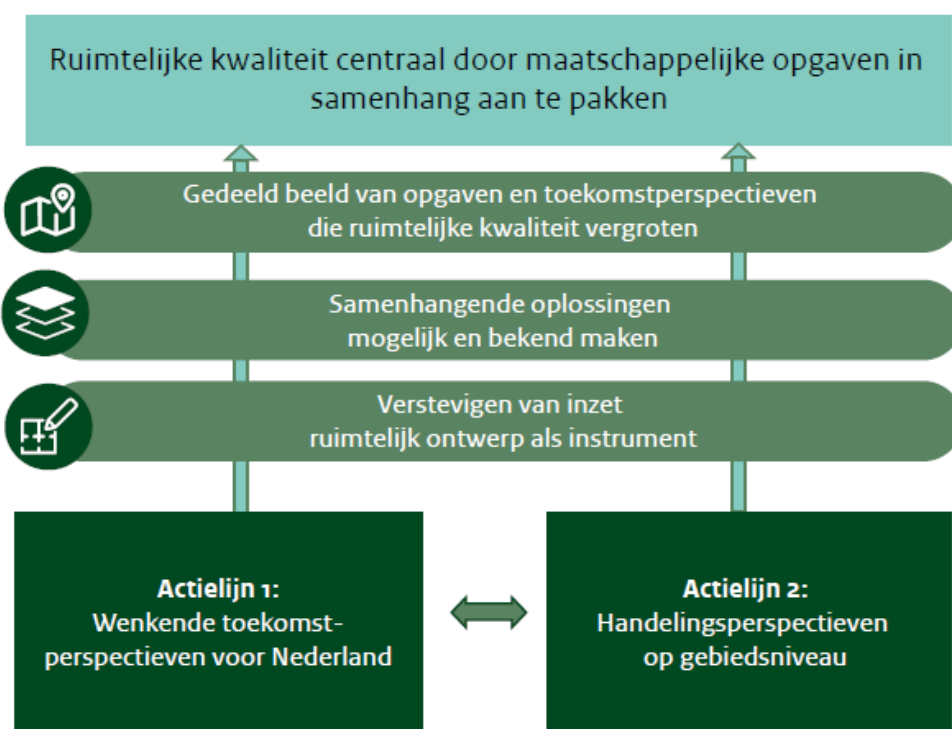 Ruimtelijke kwaliteit centraal door maatschappelijke opgaven in
samenhang aan te pakken
Gedeeld beeld van opgaven en toekomstperspectieven
die ruimtelijke kwaliteit vergroten
Samenhangende oplossingen
mogelijk en bekend maken
Verstevigen van inzet
ruimtelijk ontwerp als instrument
Actielijn 1:
Wenkende toekomst-
perspectieven voor Nederland
Actielijn 2:
Handelingsperspectieven
op gebiedsniveau